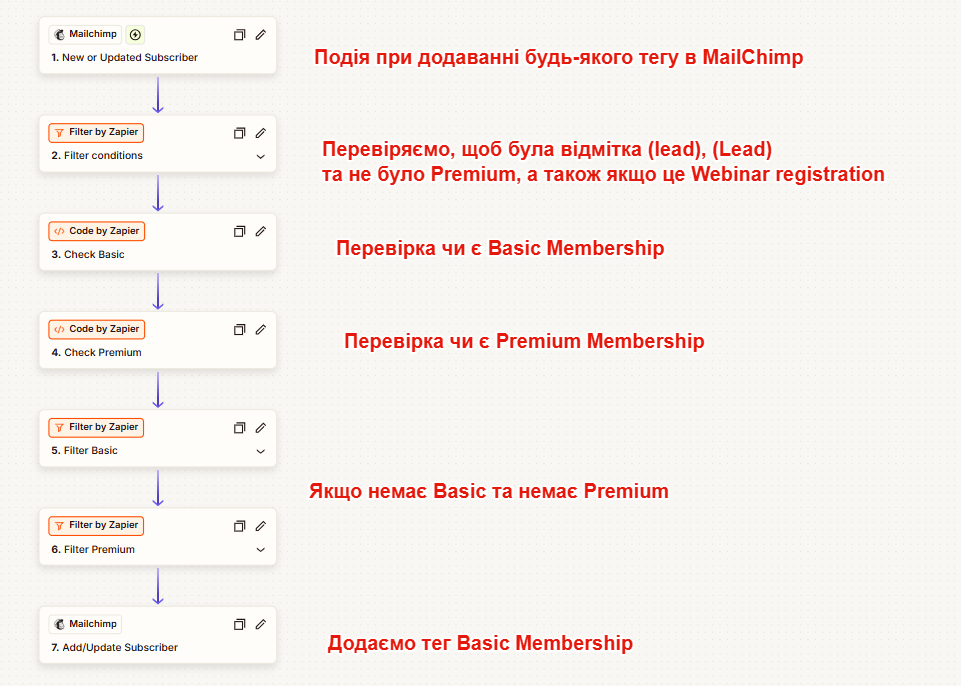 Mailchimp
1. New or Updated Subscriber
Подія при додаванні будь-якого тегу в MailChimp
Filter by Zapier
2. Filter conditions
Перевіряємо, щоб була відмітка (lead), (Lead)
та не було Premium, а також якщо це Webinar registration
Code by Zapier
3. Check Basic
Перевірка чи є Basic Membership
Code by Zapier
4. Check Premium
Перевірка чи є Premium Membership
Filter by Zapier
5. Filter Basic
Якщо немає Basic та немає Premium
Filter by Zapier
6. Filter Premium
Mailchimp
7. Add/Update Subscriber
Додаємо тег Basic Membership